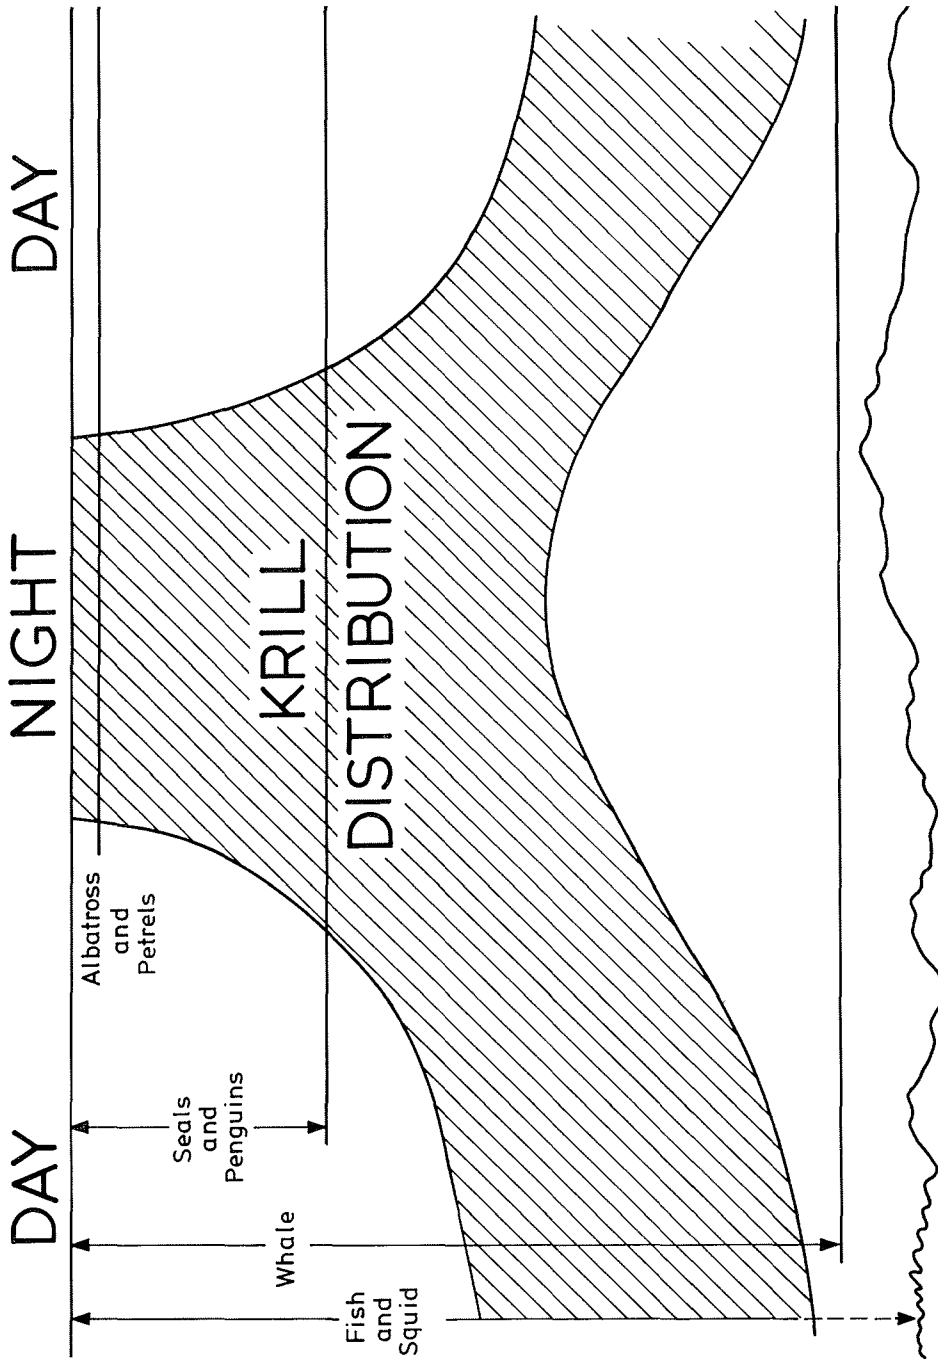 DAY NIGHT DAY
Albatross
and
Petrels
Seals
and
Penguins
Whale
Fish
and
Squid
KRILL
DISTRIBUTION